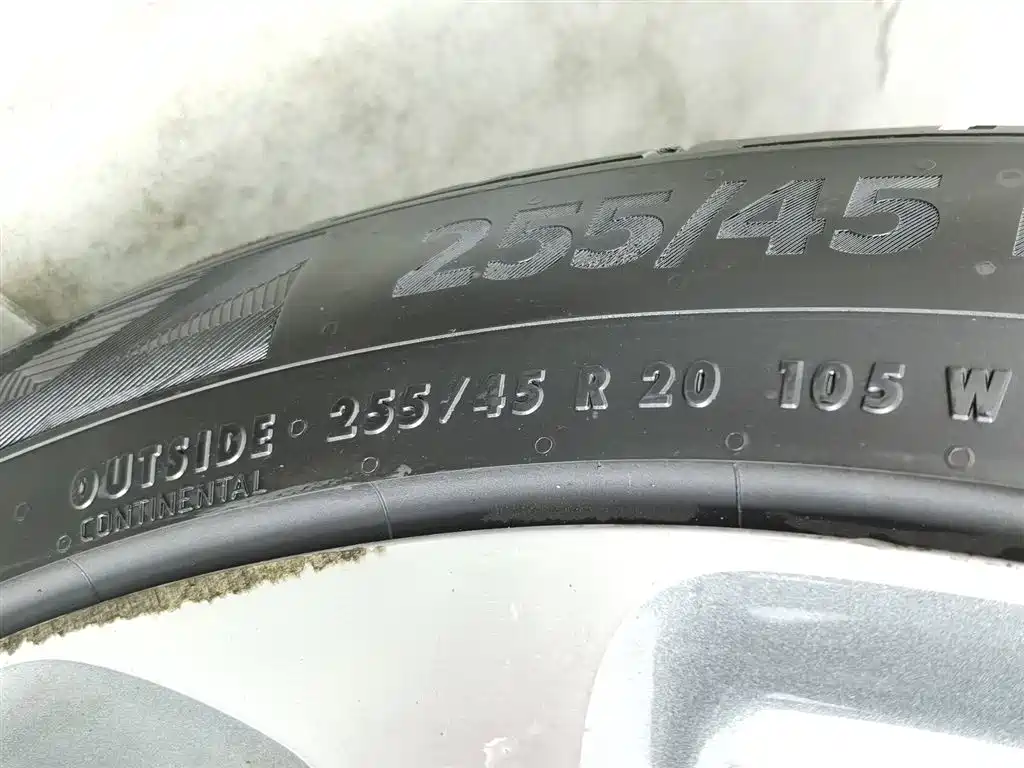 255/45
OUTSIDE · 255/45 R 20 105 W
CONTINENTAL